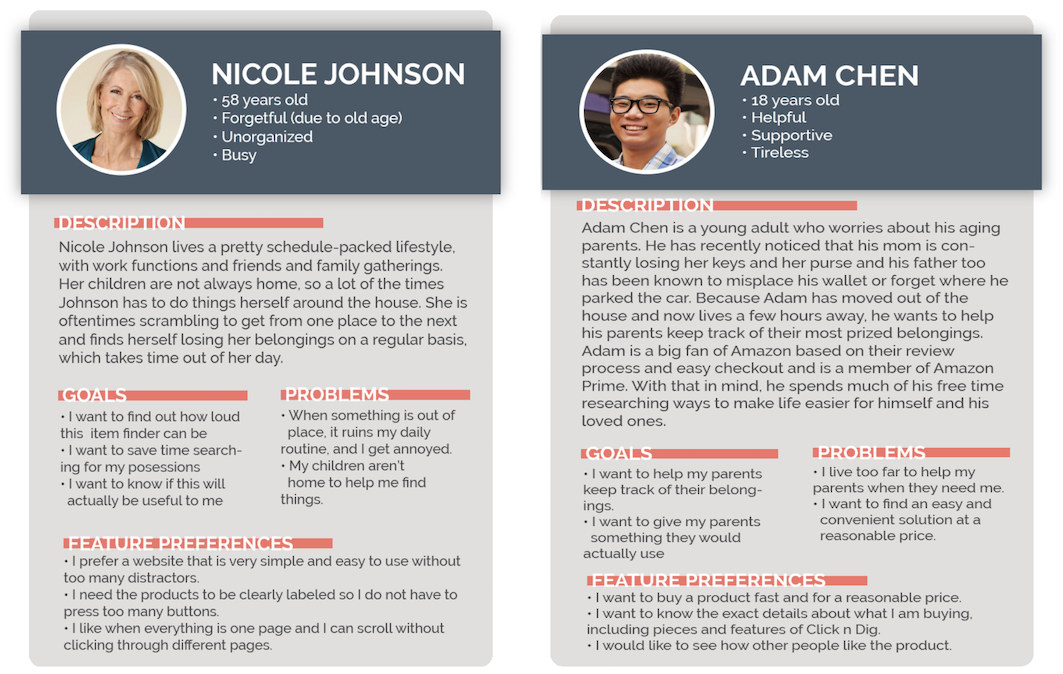 NICOLE JOHNSON
• 58 years old
• Forgetful (due to old age)
• Unorganized
• Busy
DESCRIPTION
Nicole Johnson lives a pretty schedule-packed lifestyle,
with work functions and friends and family gatherings.
Her children are not always home, so a lot of the times
Johnson has to do things herself around the house. She is
oftentimes scrambling to get from one place to the next
and finds herself losing her belongings on a regular basis,
which takes time out of her day.
GOALS
• I want to find out how loud
this item finder can be
• I want to save time search-
ing for my posessions
• I want to know if this will
actually be useful to me
PROBLEMS
• When something is out of
place, it ruins my daily
routine, and I get annoyed.
• My children aren't
home to help me find
things.
FEATURE PREFERENCES
• I prefer a website that is very simple and easy to use without
too many distractors.
• I need the products to be clearly labeled so I do not have to
press too many buttons.
• I like when everything is one page and I can scroll without
clicking through different pages.
ADAM CHEN
• 18 years old
• Helpful
• Supportive
• Tireless
DESCRIPTION
Adam Chen is a young adult who worries about his aging
parents. He has recently noticed that his mom is con-
stantly losing her keys and her purse and his father too
has been known to misplace his wallet or forget where he
parked the car. Because Adam has moved out of the
house and now lives a few hours away, he wants to help
his parents keep track of their most prized belongings.
Adam is a big fan of Amazon based on their review
process and easy checkout and is a member of Amazon
Prime. With that in mind, he spends much of his free time
researching ways to make life easier for himself and his
loved ones.
GOALS
• I want to help my parents
keep track of their belong-
ings.
• I want to give my parents
something they would
actually use
PROBLEMS
• I live too far to help my
parents when they need me.
• I want to find an easy and
convenient solution at a
reasonable price.
FEATURE PREFERENCES
• I want to buy a product fast and for a reasonable price.
• I want to know the exact details about what I am buying,
including pieces and features of Click n Dig.
• I would like to see how other people like the product.